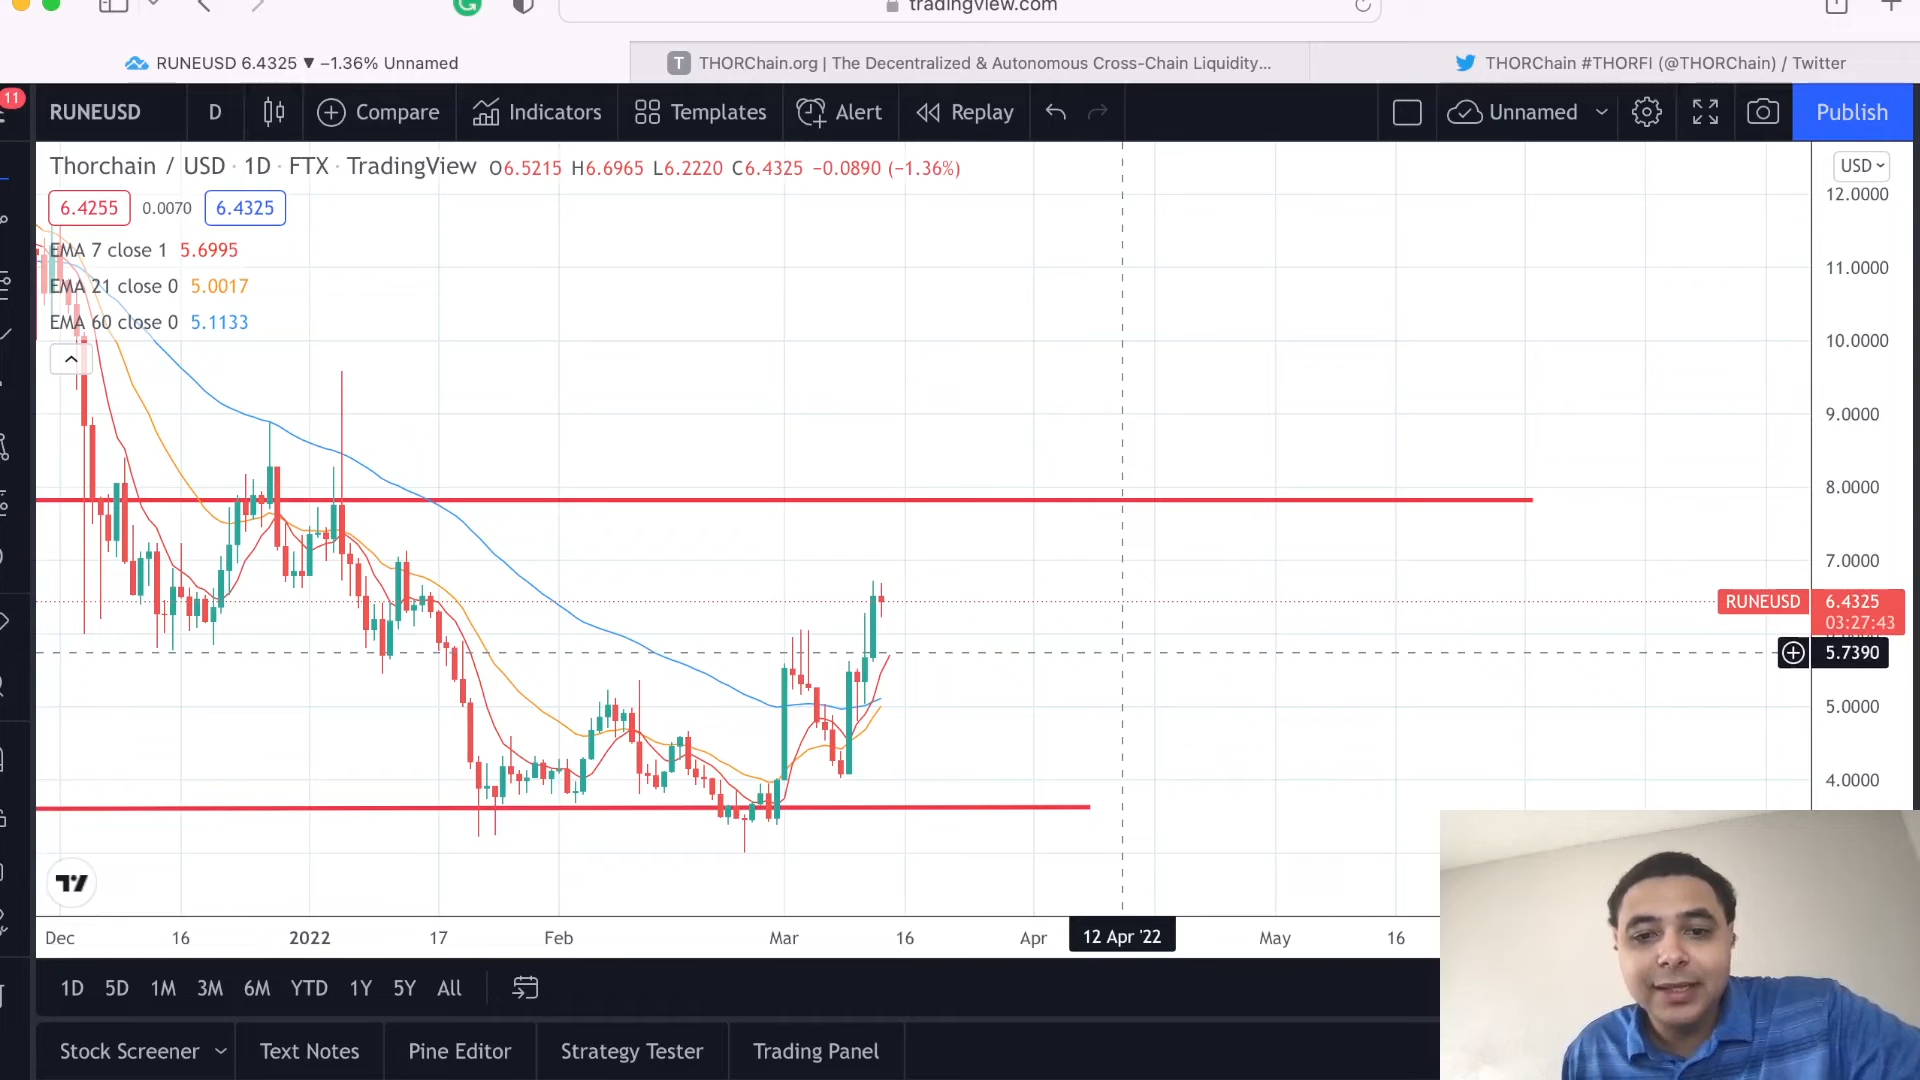 tradingview.com
RUNEUSD 6.4325 ▼ −1.36% Unnamed
T THORChain.org | The Decentralized & Autonomous Cross-Chain Liquidity...
THORChain #THORFI (@THORChain) / Twitter
11
RUNEUSD D Compare Indicators Templates Alert Replay Unnamed Publish
Thorchain / USD · 1D · FTX · TradingView O6.5215 H6.6965 L6.2220 C6.4325 −0.0890 (−1.36%)
USD
6.4255 0.0070 6.4325
EMA 7 close 1 5.6995
EMA 21 close 0 5.0017
EMA 60 close 0 5.1133
12.0000
11.0000
10.0000
9.0000
8.0000
7.0000
RUNEUSD 6.4325
03:27:43
5.7390
5.0000
4.0000
Dec 16 2022 17 Feb Mar 16 Apr 12 Apr '22 May 16
1D 5D 1M 3M 6M YTD 1Y 5Y All
Stock Screener Text Notes Pine Editor Strategy Tester Trading Panel